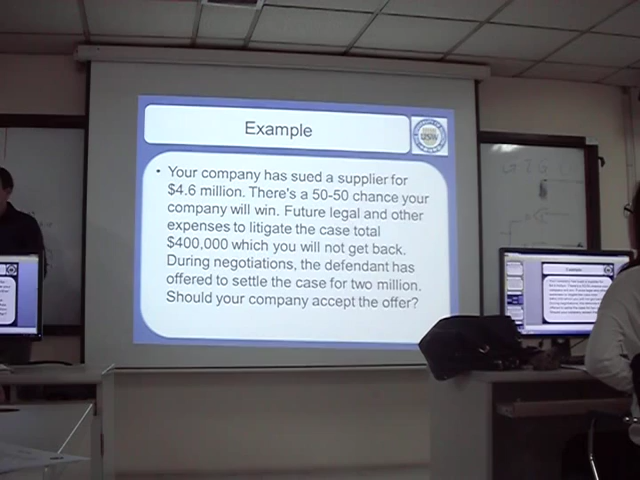 Example
• Your company has sued a supplier for
$4.6 million. There's a 50-50 chance your
company will win. Future legal and other
expenses to litigate the case total
$400,000 which you will not get back.
During negotiations, the defendant has
offered to settle the case for two million.
Should your company accept the offer?